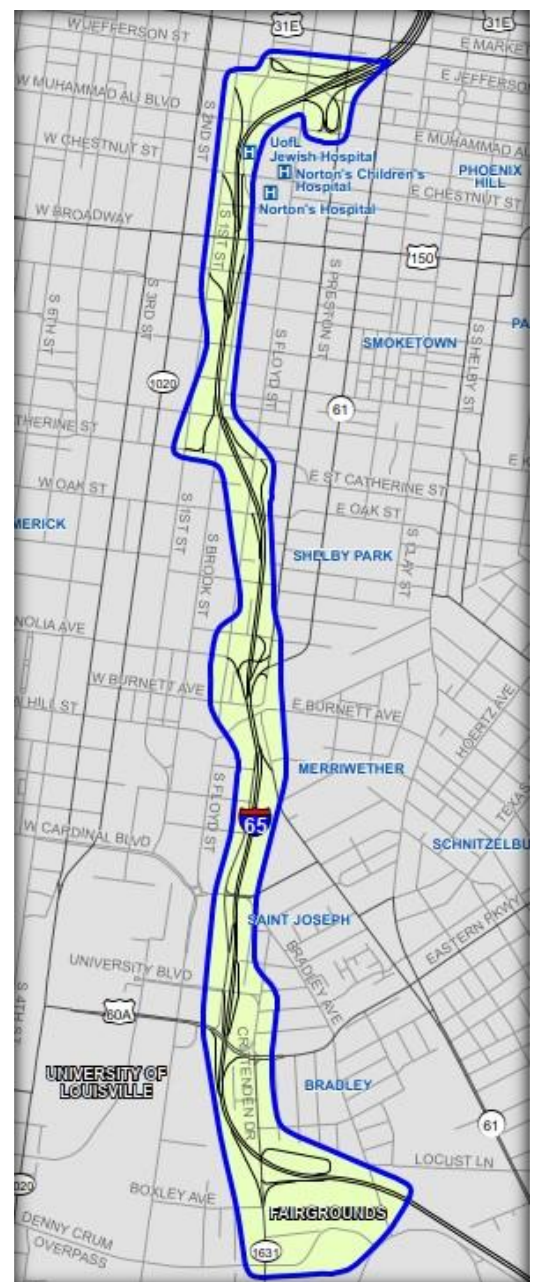 W JEFFERSON ST
31E
31E
E MARKET
E JEFFERSON
W MUHAMMAD ALI BLVD
S 2ND ST
E MUHAMMAD AL
W CHESTNUT ST
H
UofL
Jewish Hospital
H
Norton's Children's
Hospital
H
Norton's Hospital
PHOENIX
HILL
E CHESTNUT ST
W BROADWAY
S 1ST ST
150
S PRESTON ST
S 3RD ST
S 6TH ST
S FLOYD ST
SMOKETOWN
S SHELBY ST
PA
1020
61
THERINE ST
E K
W OAK ST
E ST CATHERINE ST
E OAK ST
MERICK
S 1ST ST
S BROOK ST
S CLAY ST
SHELBY PARK
NOLIA AVE
W BURNETT AVE
E BURNETT AVE
HILL ST
HOERTZ AVE
MERRIWETHER
TEXAS
S FLOYD ST
65
W CARDINAL BLVD
SCHNITZELBU
SAINT JOSEPH
EASTERN PKWY
BRADLEY AVE
UNIVERSITY BLVD
S 4TH ST
60A
CRITTENDEN DR
UNIVERSITY OF
LOUISVILLE
BRADLEY
61
LOCUST LN
020
BOXLEY AVE
FAIRGROUNDS
DENNY CRUM
OVERPASS
1631